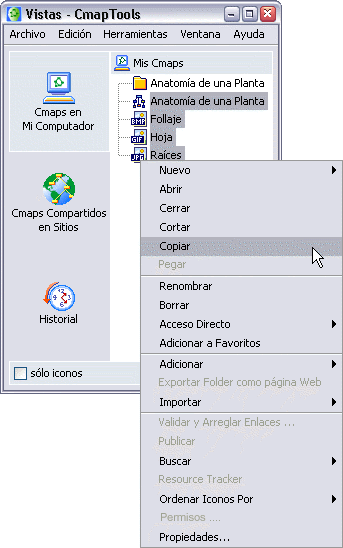 Vistas - CmapTools
Archivo Edición Herramientas Ventana Ayuda
Cmaps en
Mi Computador
Cmaps Compartidos
en Sitios
Historial
sólo iconos
Mis Cmaps
Anatomía de una Planta
Anatomía de una Planta
BMP Follaje
GIF Hoja
JPG Raíces
Nuevo
Abrir
Cerrar
Cortar
Copiar
Pegar
Renombrar
Borrar
Acceso Directo
Adicionar a Favoritos
Adicionar
Exportar Folder como página Web
Importar
Validar y Arreglar Enlaces ...
Publicar
Buscar
Resource Tracker
Ordenar Iconos Por
Permisos ....
Propiedades...